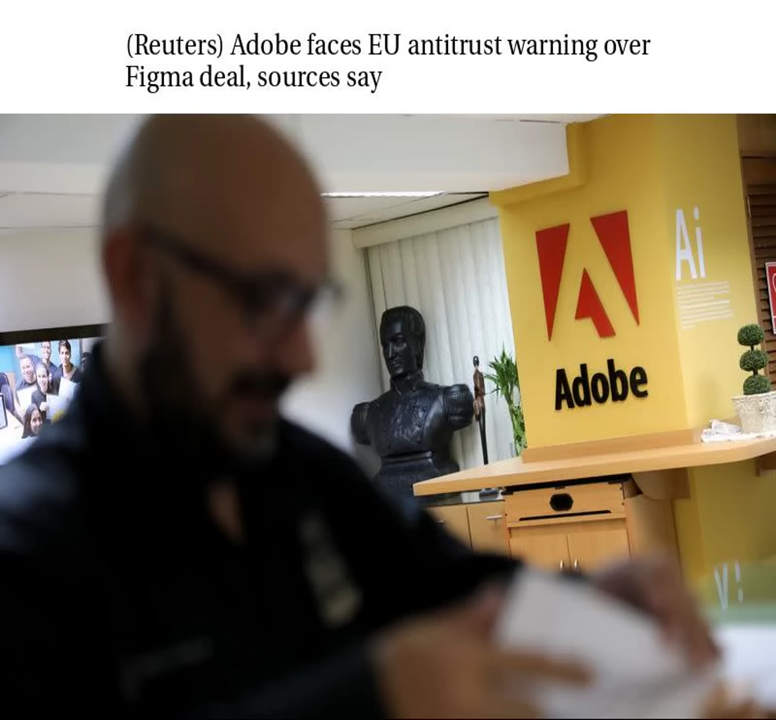 (Reuters) Adobe faces EU antitrust warning over
Figma deal, sources say
Ai
Adobe